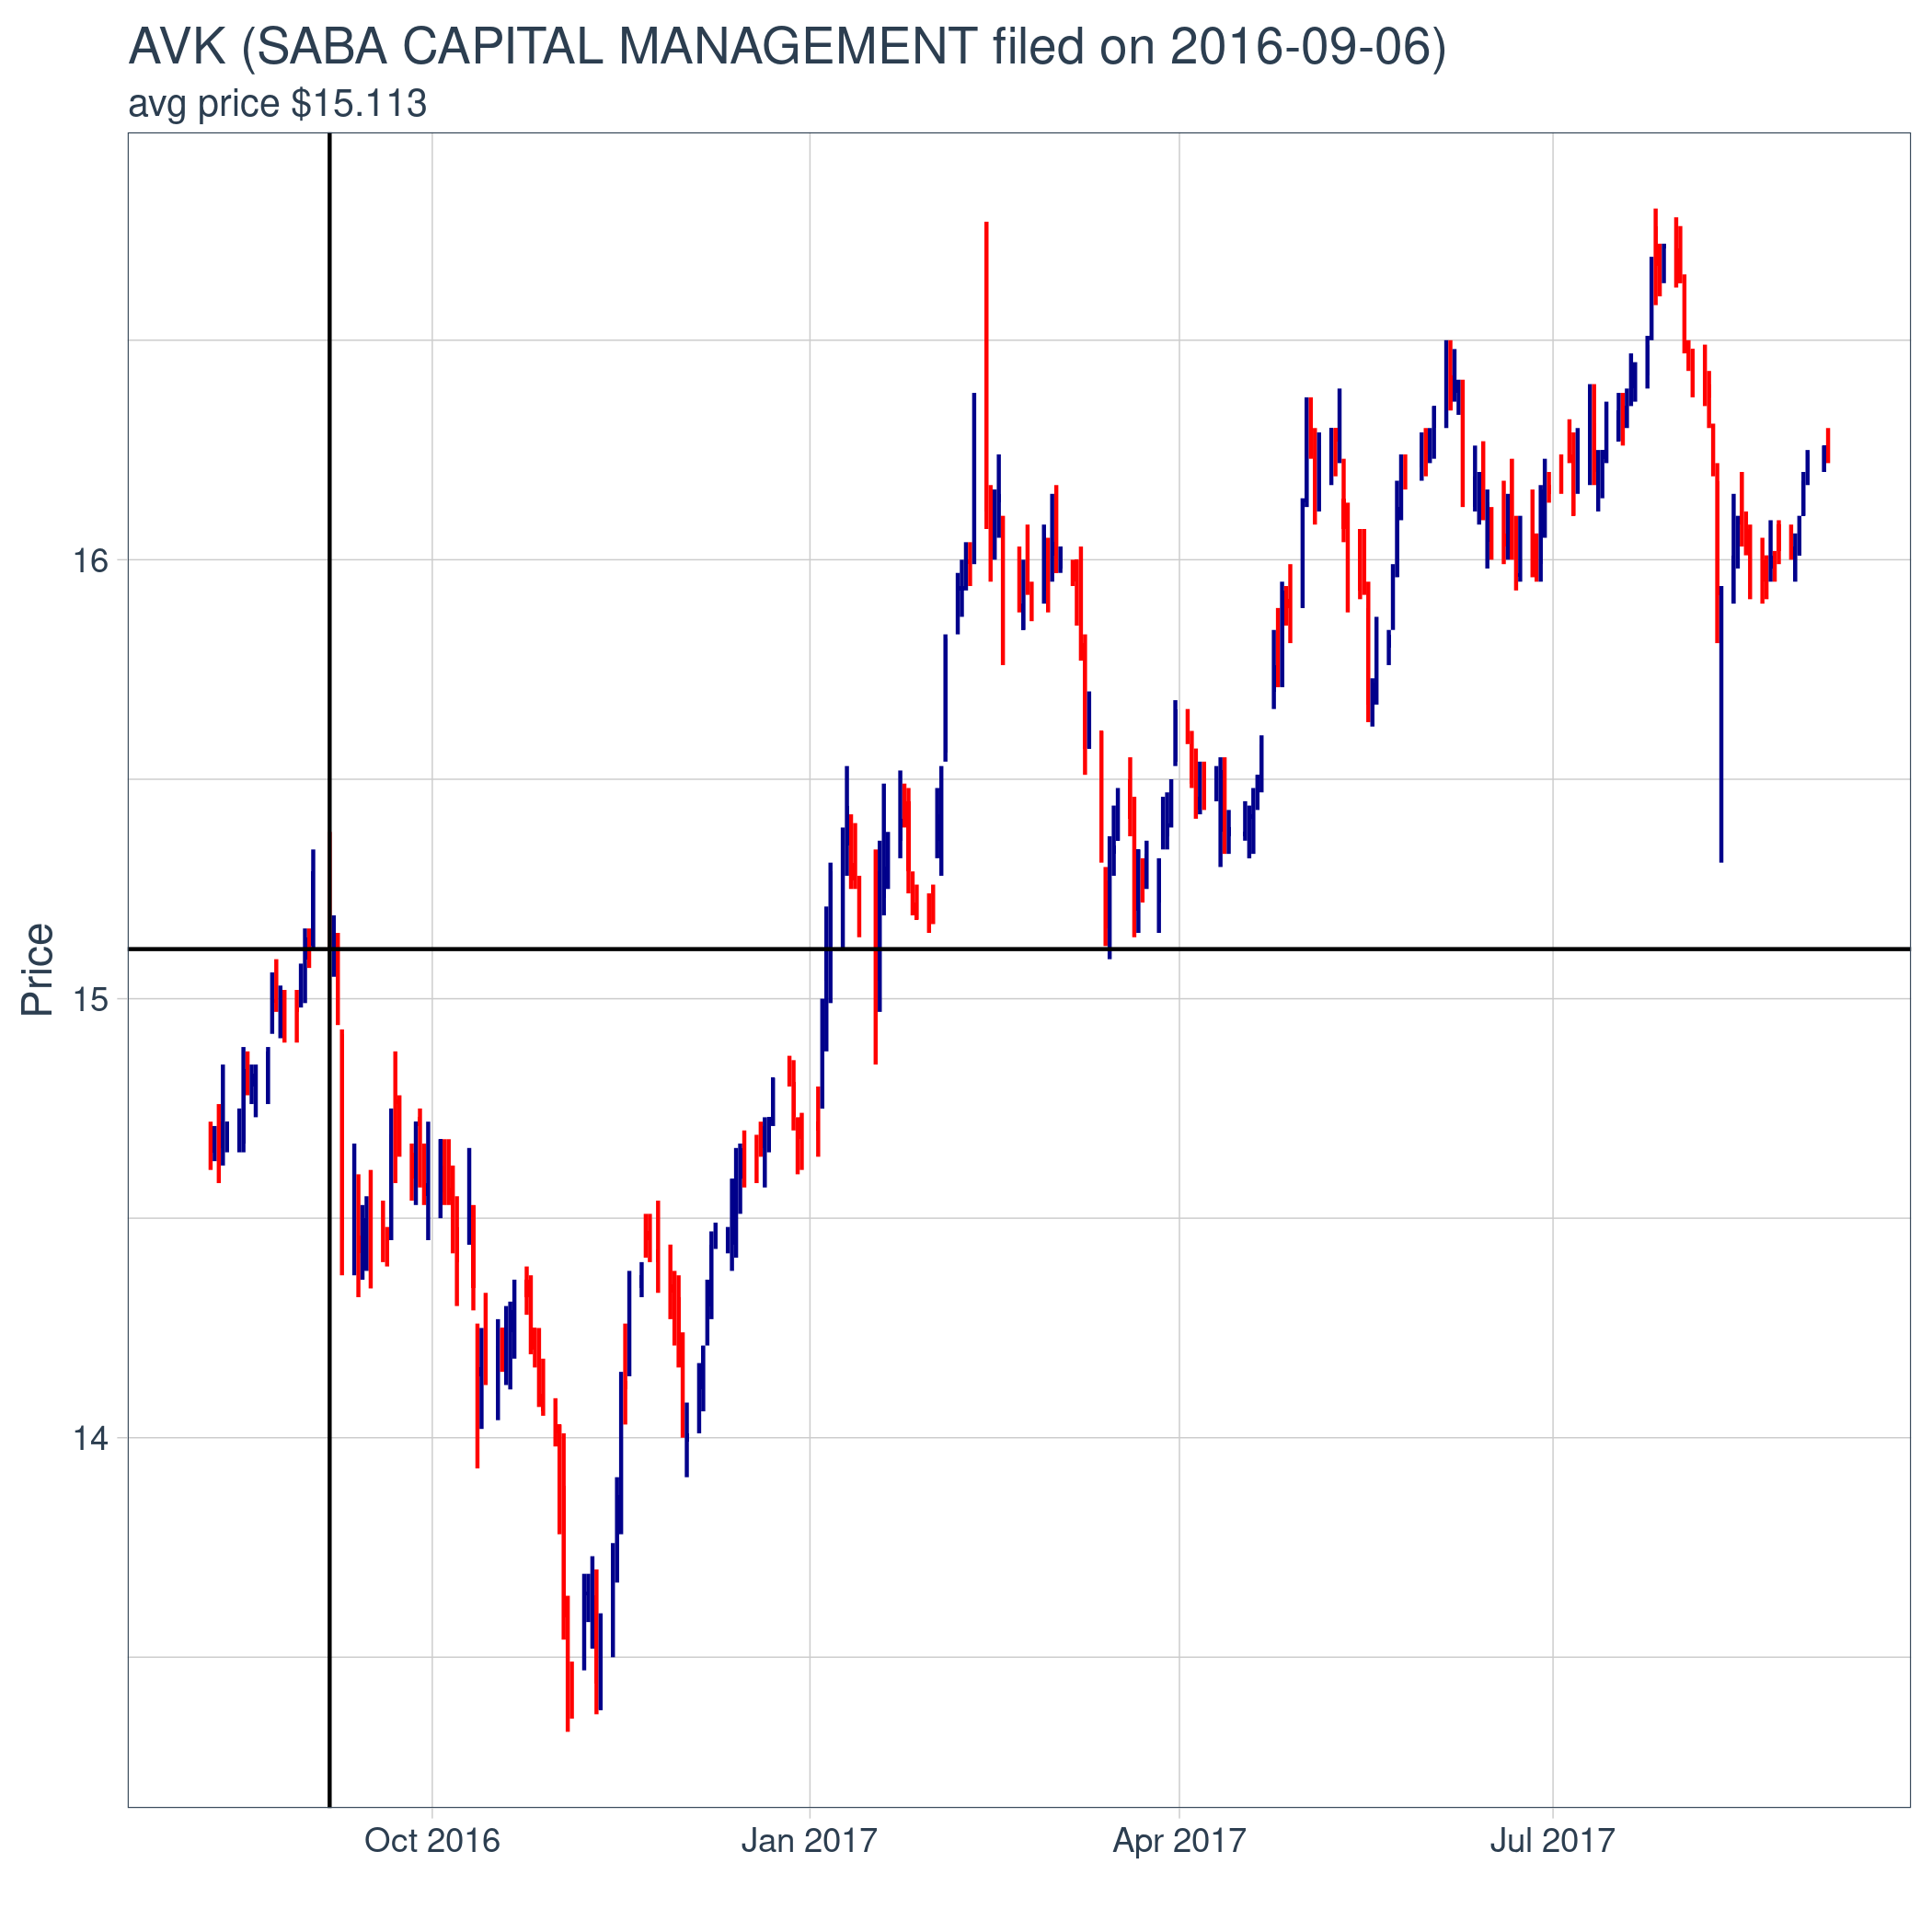 AVK (SABA CAPITAL MANAGEMENT filed on 2016-09-06)
avg price $15.113
Price
16
15
14
Oct 2016
Jan 2017
Apr 2017
Jul 2017